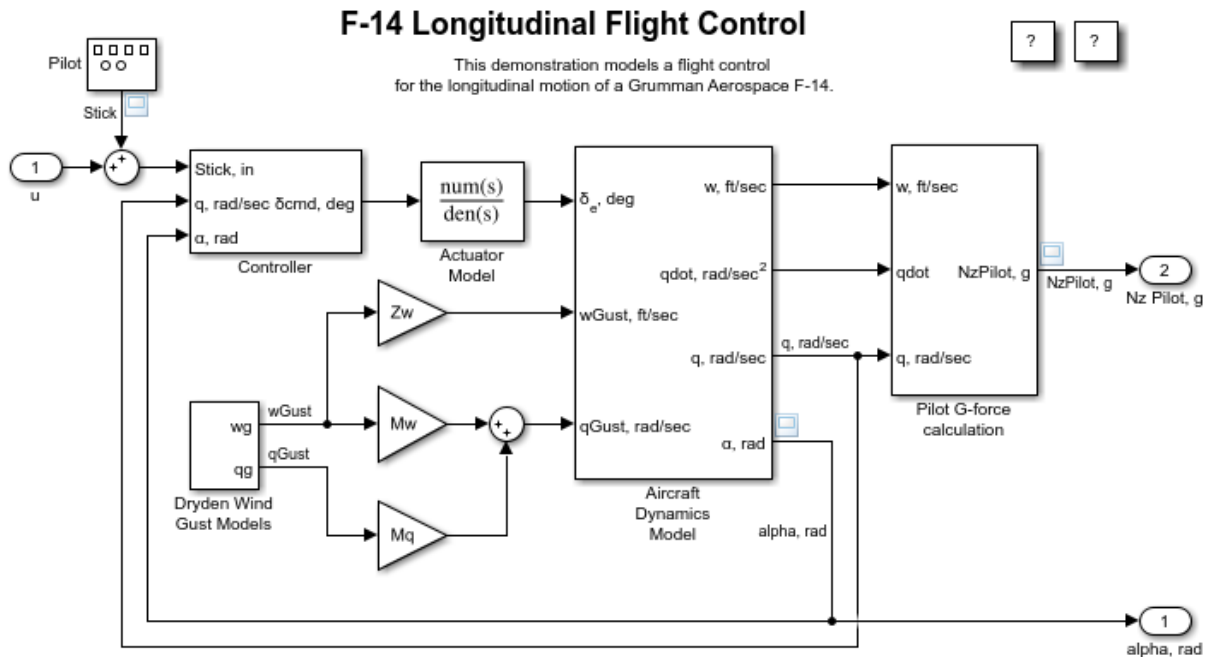 F-14 Longitudinal Flight Control
This demonstration models a flight control
for the longitudinal motion of a Grumman Aerospace F-14.
?
?
Pilot
Stick
1
u
Stick, in
q, rad/sec δcmd, deg
α, rad
Controller
num(s)
den(s)
Actuator
Model
δe, deg
wGust, ft/sec
qGust, rad/sec
w, ft/sec
qdot, rad/sec²
q, rad/sec
α, rad
Aircraft
Dynamics
Model
q, rad/sec
w, ft/sec
qdot
q, rad/sec
NzPilot, g
Pilot G-force
calculation
NzPilot, g
2
Nz Pilot, g
Zw
Mw
Mq
wg
qg
wGust
qGust
Dryden Wind
Gust Models
alpha, rad
1
alpha, rad